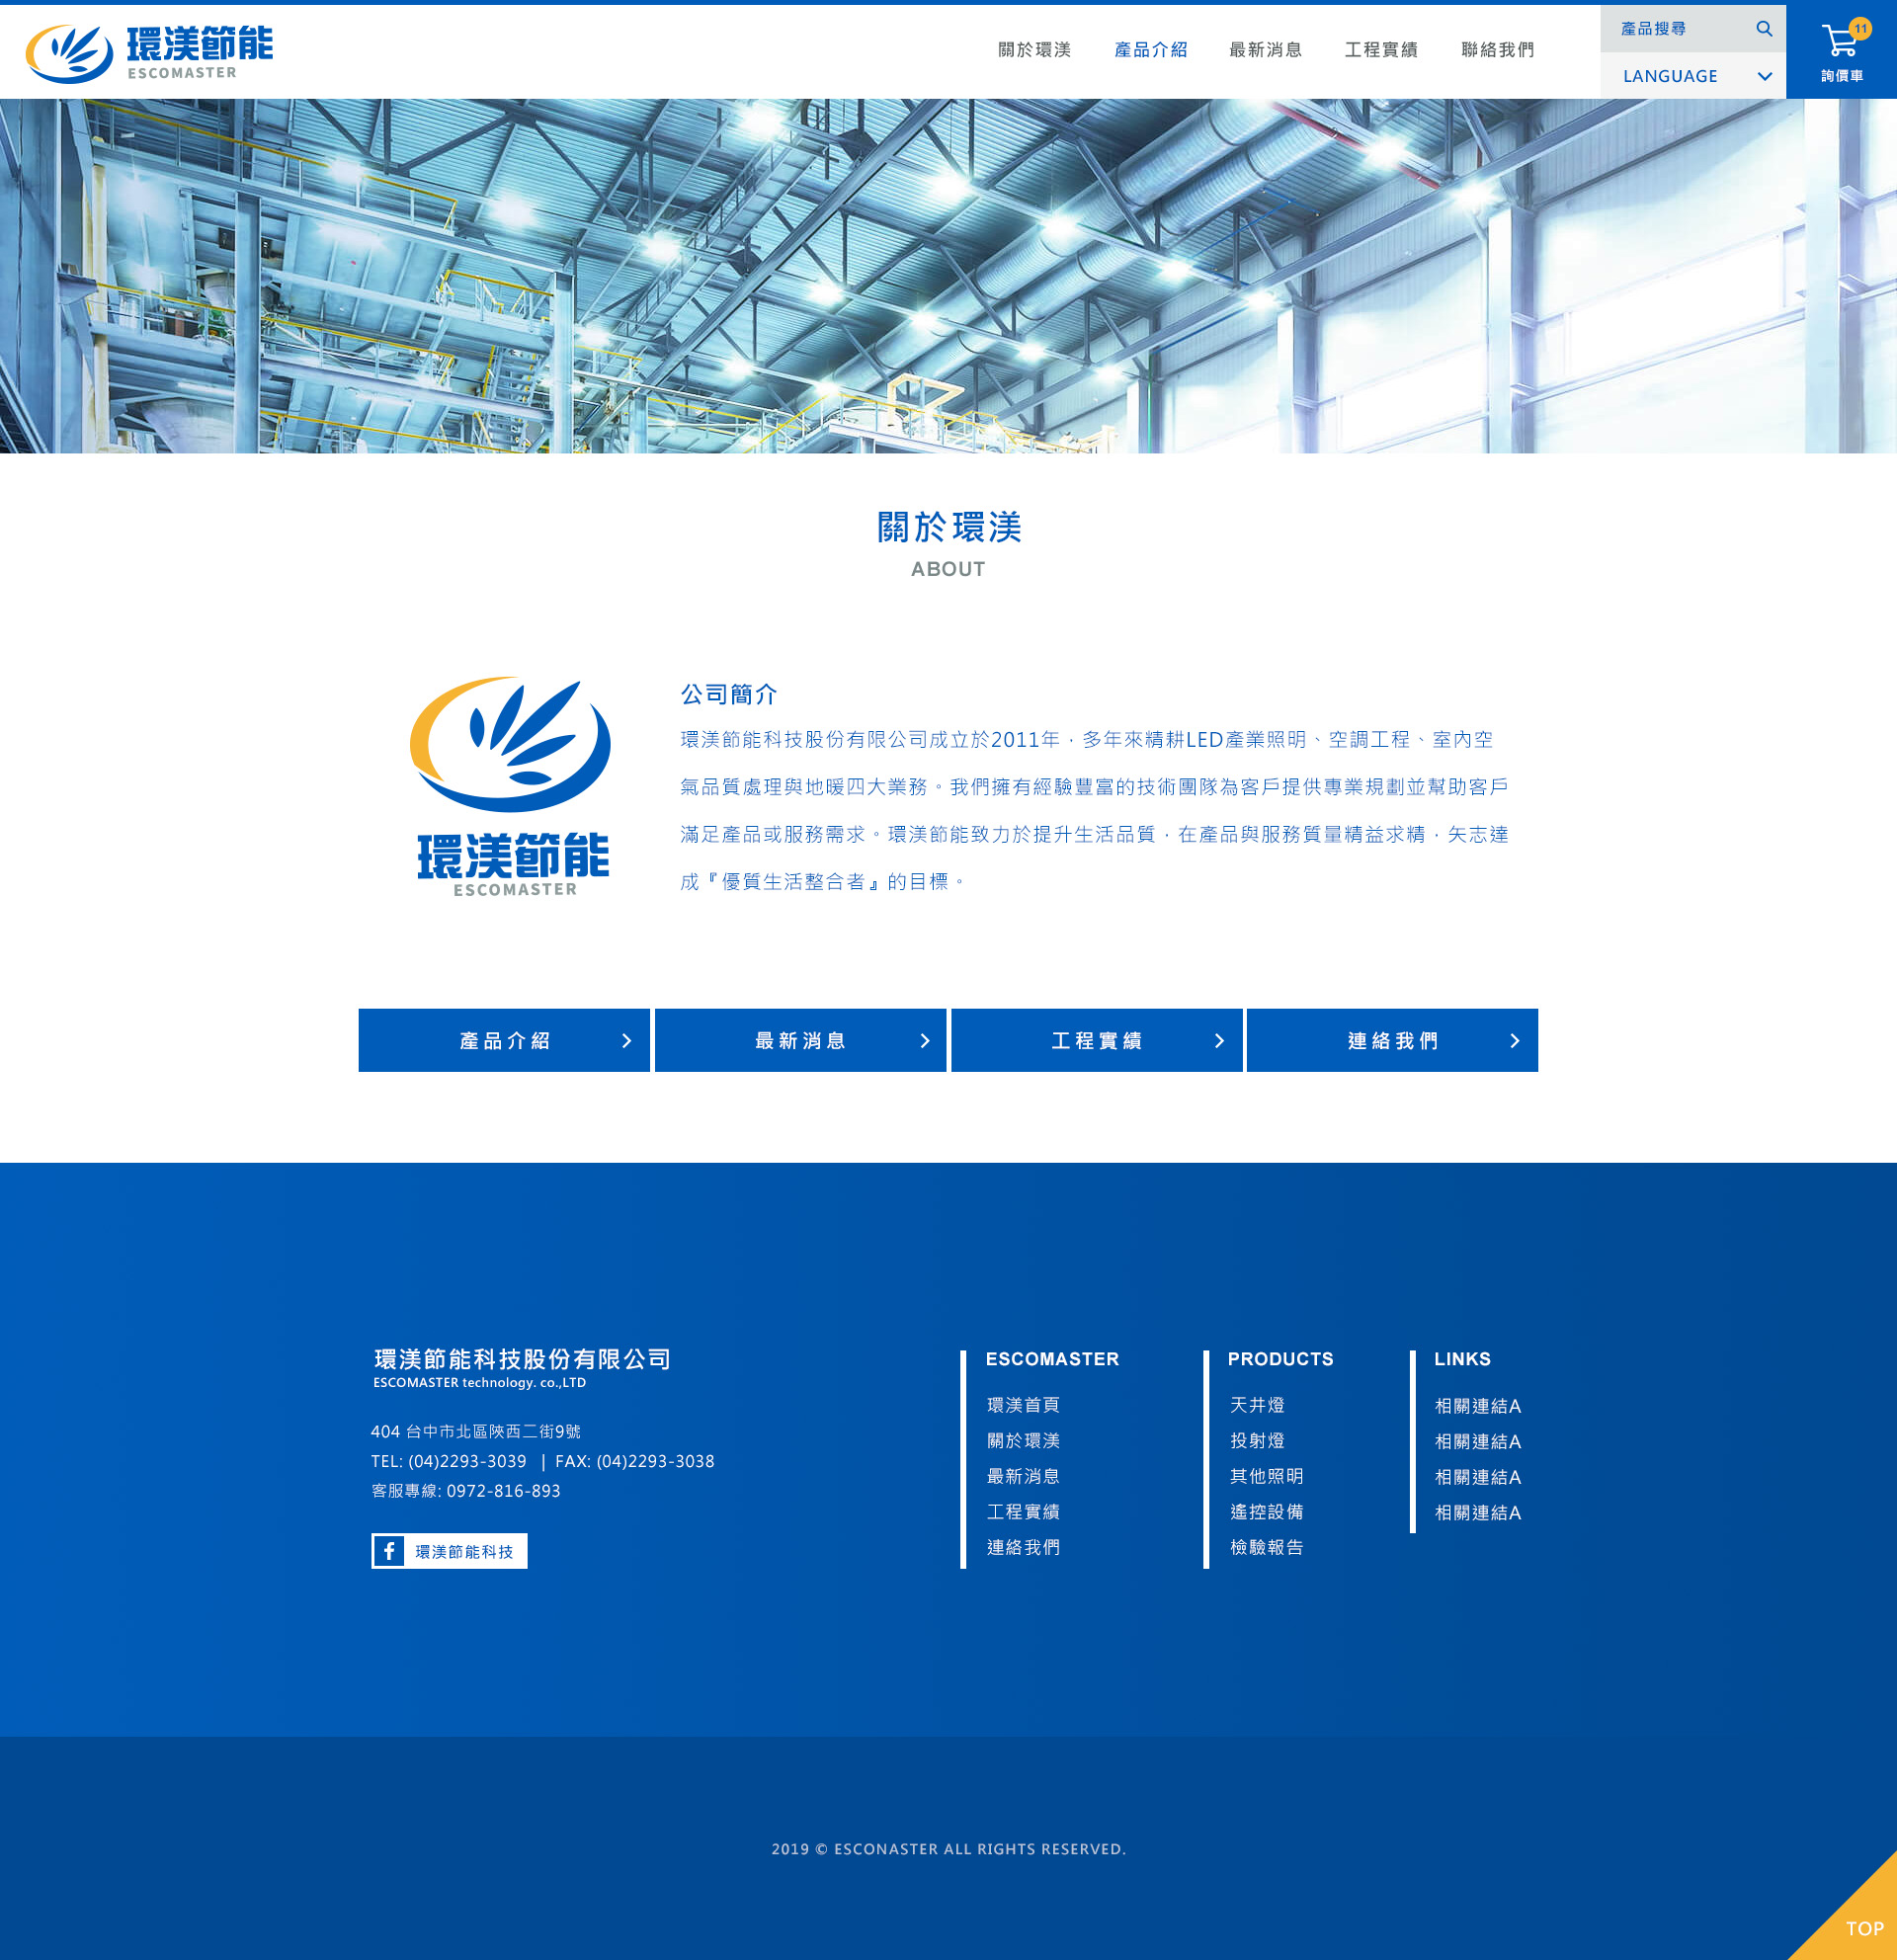 環渼節能
ESCOMASTER
關於環渼
產品介紹
最新消息
工程實績
聯絡我們
產品搜尋
LANGUAGE
11
詢價車
關於環渼
ABOUT
環渼節能
ESCOMASTER
公司簡介
環渼節能科技股份有限公司成立於2011年，多年來精耕LED產業照明、空調工程、室內空
氣品質處理與地暖四大業務。我們擁有經驗豐富的技術團隊為客戶提供專業規劃並幫助客戶
滿足產品或服務需求。環渼節能致力於提升生活品質，在產品與服務質量精益求精，矢志達
成『優質生活整合者』的目標。
產品介紹
最新消息
工程實績
連絡我們
環渼節能科技股份有限公司
ESCOMASTER technology. co.,LTD
404 台中市北區陜西二街9號
TEL: (04)2293-3039 | FAX: (04)2293-3038
客服專線: 0972-816-893
環渼節能科技
ESCOMASTER
環渼首頁
關於環渼
最新消息
工程實績
連絡我們
PRODUCTS
天井燈
投射燈
其他照明
遙控設備
檢驗報告
LINKS
相關連結A
相關連結A
相關連結A
相關連結A
2019 © ESCONASTER ALL RIGHTS RESERVED.
TOP